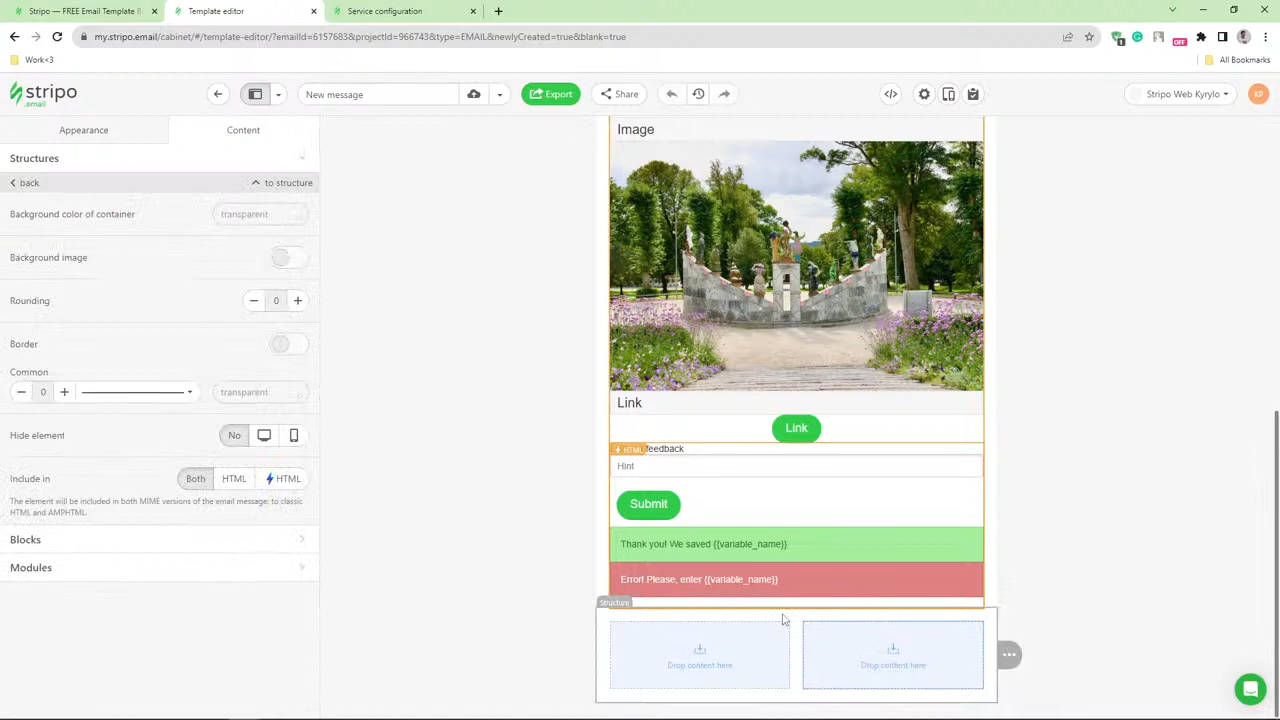 Stripo — FREE Email Template B
Template editor
Service configuration
my.stripo.email/cabinet/#/template-editor/?emailId=6157683&projectId=966743&type=EMAIL&newlyCreated=true&blank=true
1
OFF
Work<3
All Bookmarks
stripo
.email
New message
Export
Share
Stripo Web Kyrylo
KP
Appearance
Content
Structures
back
to structure
Background color of container
transparent
Background image
Rounding
0
Border
Common
0
transparent
Hide element
No
Include in
Both
HTML
HTML
The element will be included in both MIME versions of the email message, to classic
HTML and AMPHTML.
Blocks
Modules
Image
Link
Link
HTML
feedback
Hint
Submit
Thank you! We saved {{variable_name}}
Error! Please, enter {{variable_name}}
Structure
Drop content here
Drop content here